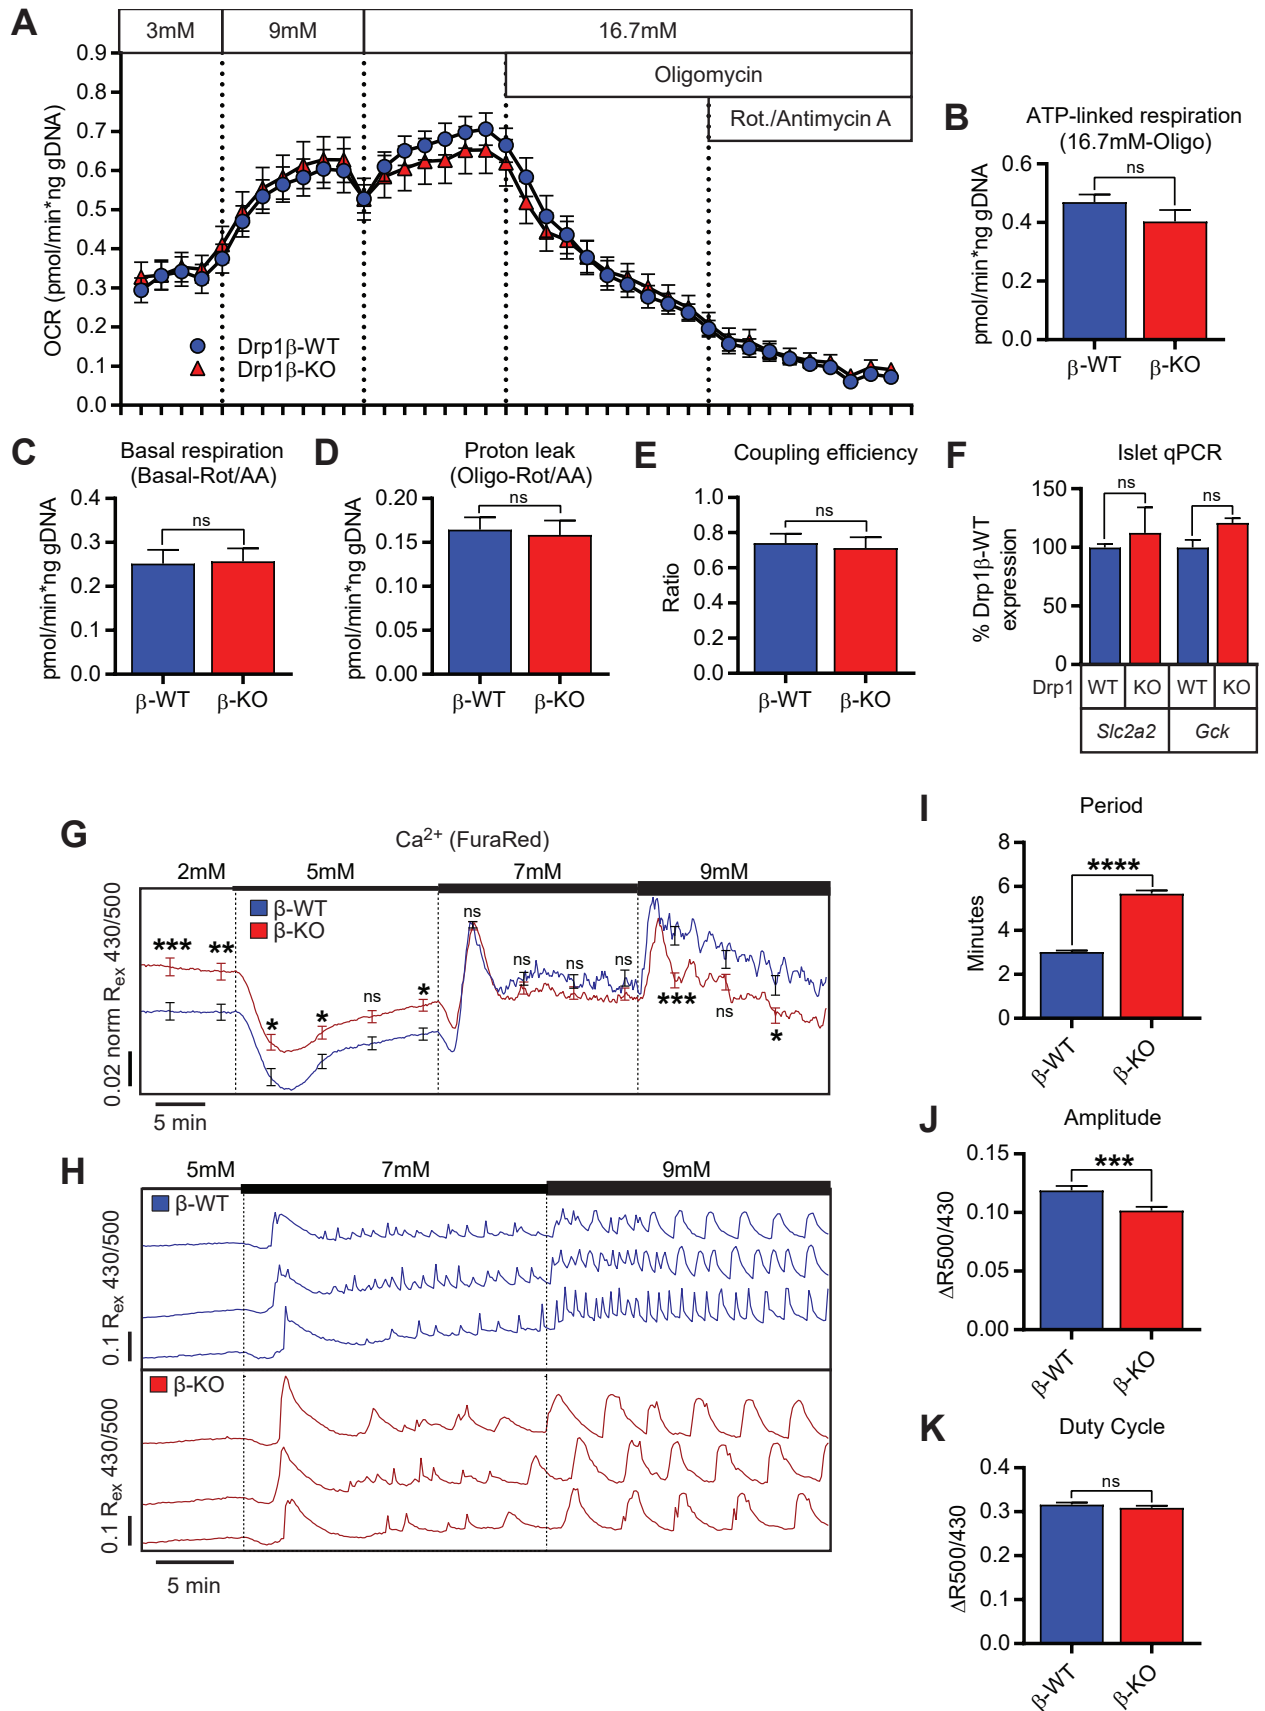 A
3mM
9mM
16.7mM
Oligomycin
Rot./Antimycin A
OCR (pmol/min*ng gDNA)
0.9
0.8
0.7
0.6
0.5
0.4
0.3
0.2
0.1
0.0
Drp1β-WT
Drp1β-KO
B
ATP-linked respiration
(16.7mM-Oligo)
pmol/min*ng gDNA
0.6
0.4
0.2
0.0
ns
β-WT
β-KO
C
Basal respiration
(Basal-Rot/AA)
pmol/min*ng gDNA
0.4
0.3
0.2
0.1
0.0
ns
β-WT
β-KO
D
Proton leak
(Oligo-Rot/AA)
pmol/min*ng gDNA
0.20
0.15
0.10
0.05
0.00
ns
β-WT
β-KO
E
Coupling efficiency
Ratio
1.0
0.8
0.6
0.4
0.2
0.0
ns
β-WT
β-KO
F
Islet qPCR
% Drp1β-WT
expression
150
100
50
0
ns
ns
Drp1
WT
KO
WT
KO
Slc2a2
Gck
G
Ca2+ (FuraRed)
2mM
5mM
7mM
9mM
0.02 norm Rex 430/500
β-WT
β-KO
***
**
*
*
ns
*
ns
ns
ns
ns
***
ns
*
5 min
H
5mM
7mM
9mM
β-WT
0.1 Rex 430/500
β-KO
0.1 Rex 430/500
5 min
I
Period
Minutes
8
6
4
2
0
****
β-WT
β-KO
J
Amplitude
ΔR500/430
0.15
0.10
0.05
0.00
***
β-WT
β-KO
K
Duty Cycle
ΔR500/430
0.4
0.3
0.2
0.1
0.0
ns
β-WT
β-KO